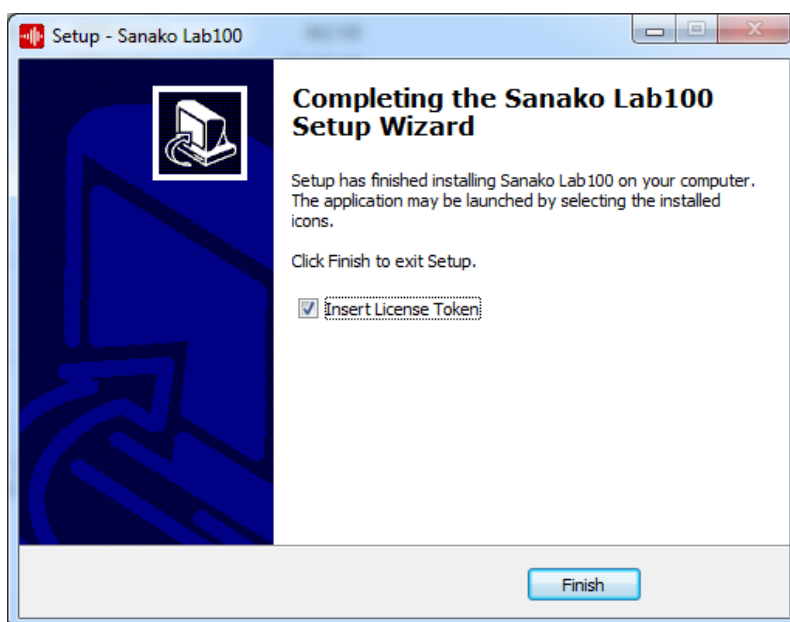 Setup - Sanako Lab100
Completing the Sanako Lab100
Setup Wizard
Setup has finished installing Sanako Lab100 on your computer.
The application may be launched by selecting the installed
icons.
Click Finish to exit Setup.
Insert License Token
Finish